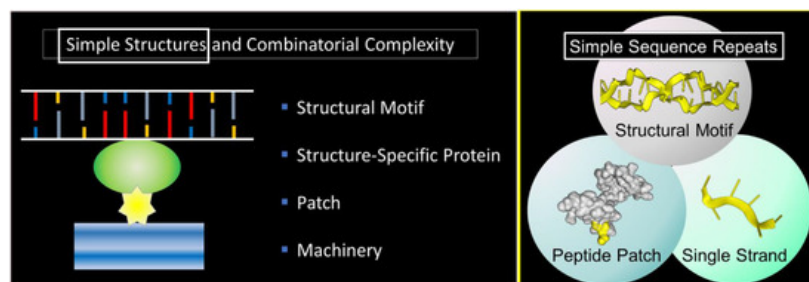 Simple Structures and Combinatorial Complexity
Structural Motif
Structure-Specific Protein
Patch
Machinery
Simple Sequence Repeats
Structural Motif
Peptide Patch
Single Strand